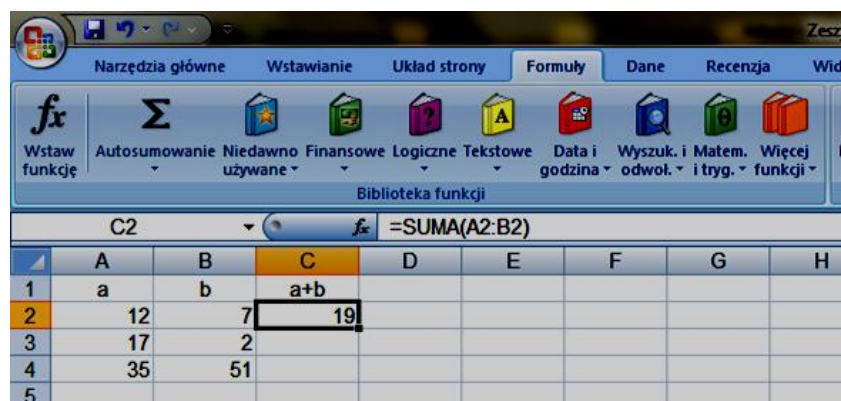 Zesz
Narzędzia główne Wstawianie Układ strony Formuły Dane Recenzja Wid
fx Σ A θ
Wstaw funkcję Autosumowanie Niedawno używane Finansowe Logiczne Tekstowe Data i godzina Wyszuk. i odwoł. Matem. i tryg. Więcej funkcji
Biblioteka funkcji
C2 fx =SUMA(A2:B2)
A B C D E F G H
1 a b a+b
2 12 7 19
3 17 2
4 35 51
5